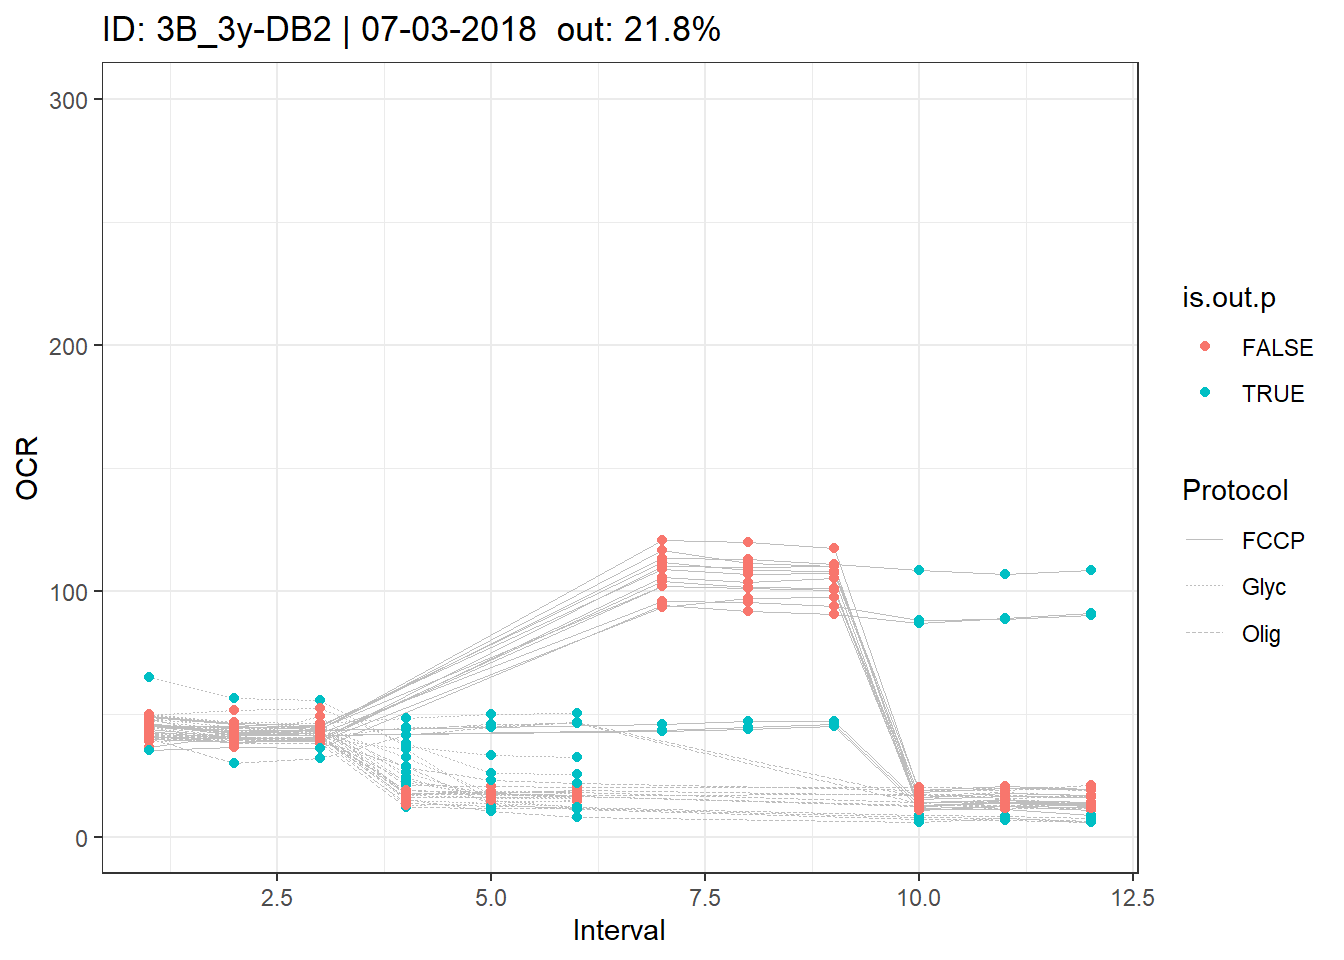 ID: 3B_3y-DB2 | 07-03-2018  out: 21.8%
300
200
100
0
OCR
2.5
5.0
7.5
10.0
12.5
Interval
is.out.p
FALSE
TRUE
Protocol
FCCP
Glyc
Olig